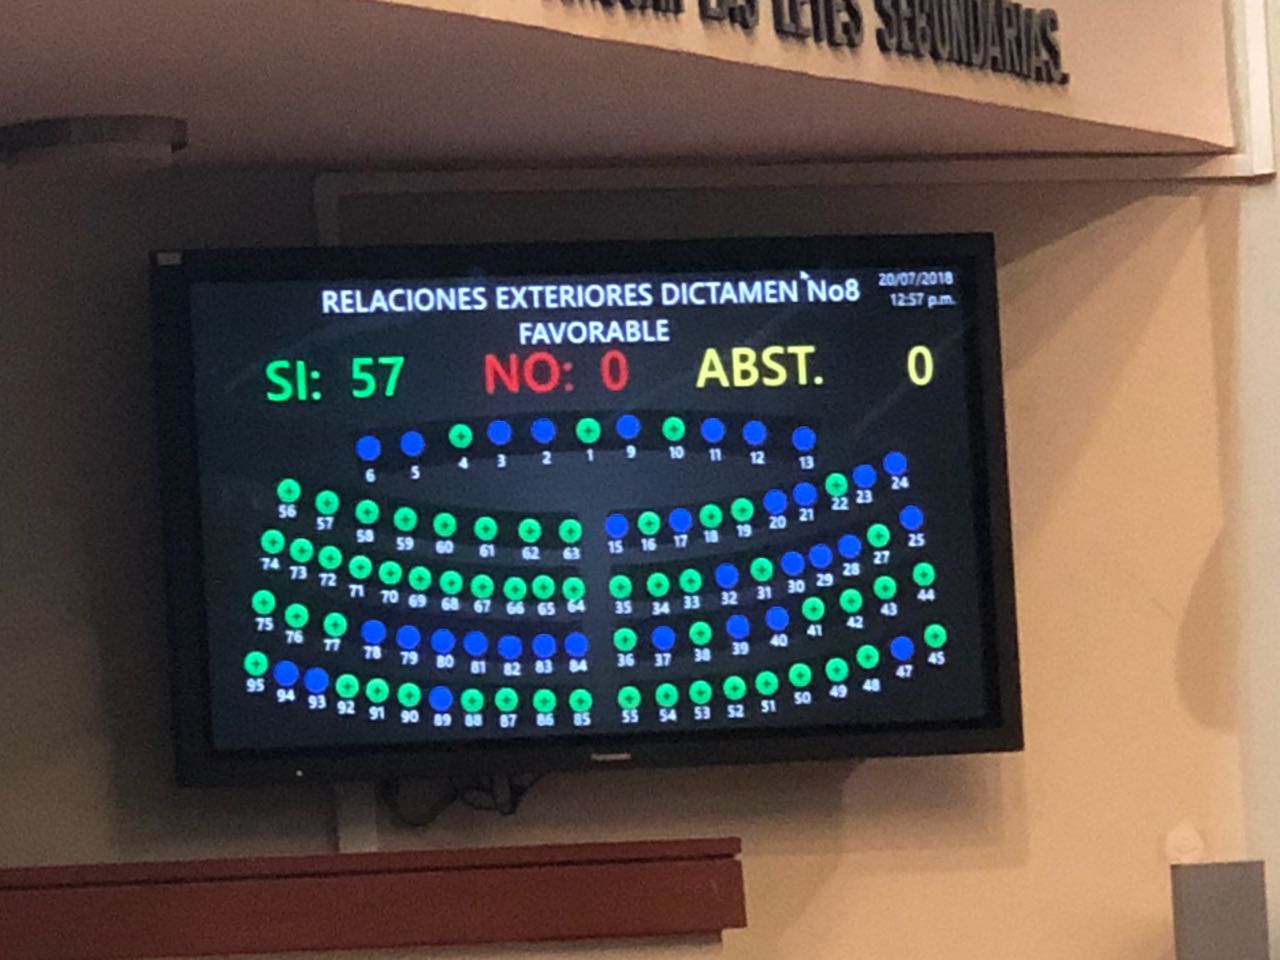 LAS LEYES SECUNDARIAS.
RELACIONES EXTERIORES DICTAMEN No8
20/07/2018
12:57 p.m.
FAVORABLE
SI: 57 NO: 0 ABST. 0
6 5 4 3 2 1 9 10 11 12 13
56 57 58 59 60 61 62 63 15 16 17 18 19 20 21 22 23 24
74 73 72 71 70 69 68 67 66 65 64 35 34 33 32 31 30 29 28 27 25
75 76 77 78 79 80 81 82 83 84 36 37 38 39 40 41 42 43 44
95 94 93 92 91 90 89 88 87 86 85 55 54 53 52 51 50 49 48 47 45
Panasonic